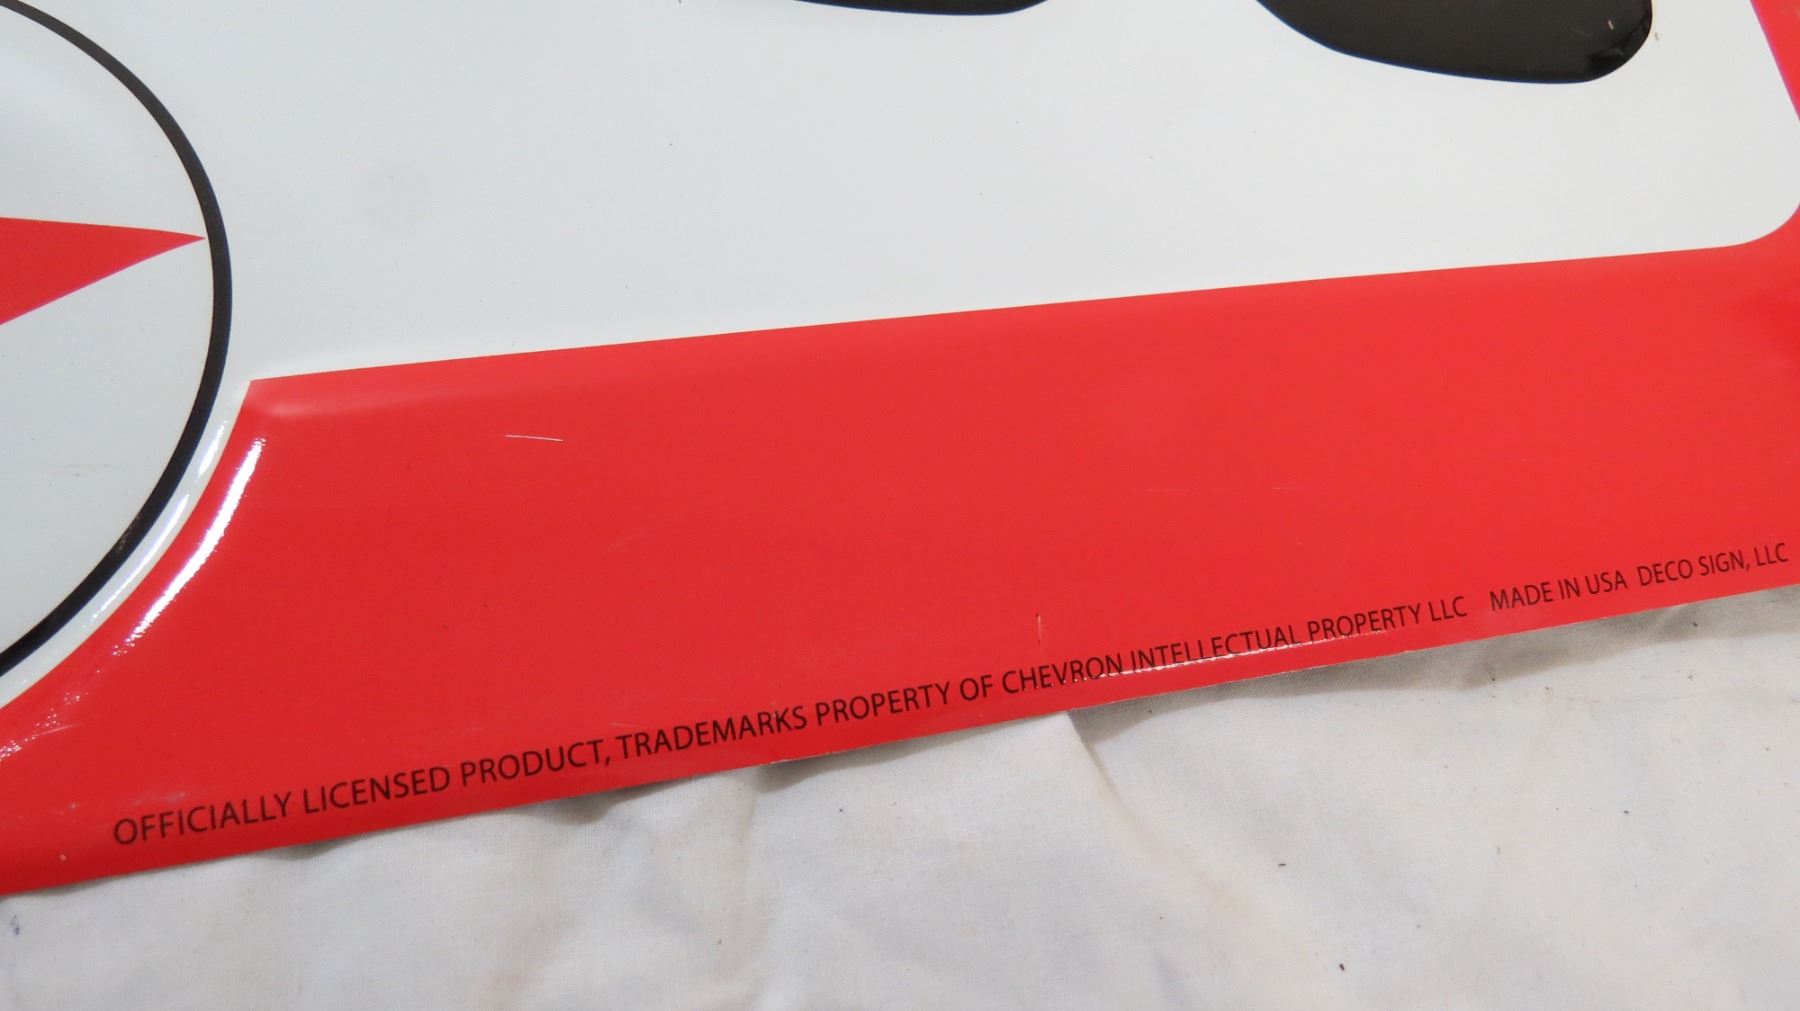 OFFICIALLY LICENSED PRODUCT, TRADEMARKS PROPERTY OF CHEVRON INTELLECTUAL PROPERTY LLC MADE IN USA DECO SIGN, LLC